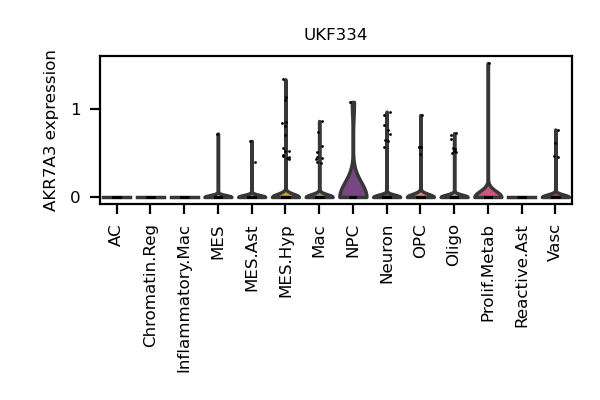 UKF334
AKR7A3 expression
1
0
AC
Chromatin.Reg
Inflammatory.Mac
MES
MES.Ast
MES.Hyp
Mac
NPC
Neuron
OPC
Oligo
Prolif.Metab
Reactive.Ast
Vasc